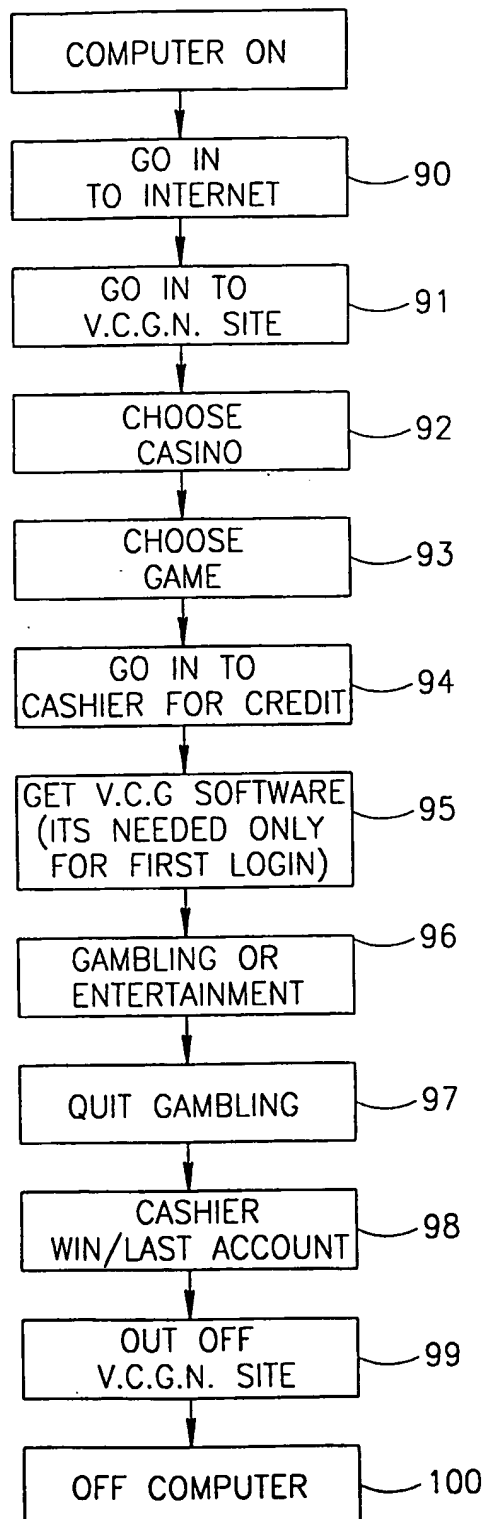 COMPUTER ON
GO IN
TO INTERNET
90
GO IN TO
V.C.G.N. SITE
91
CHOOSE
CASINO
92
CHOOSE
GAME
93
GO IN TO
CASHIER FOR CREDIT
94
GET V.C.G SOFTWARE
(ITS NEEDED ONLY
FOR FIRST LOGIN)
95
GAMBLING OR
ENTERTAINMENT
96
QUIT GAMBLING
97
CASHIER
WIN/LAST ACCOUNT
98
OUT OFF
V.C.G.N. SITE
99
OFF COMPUTER
100